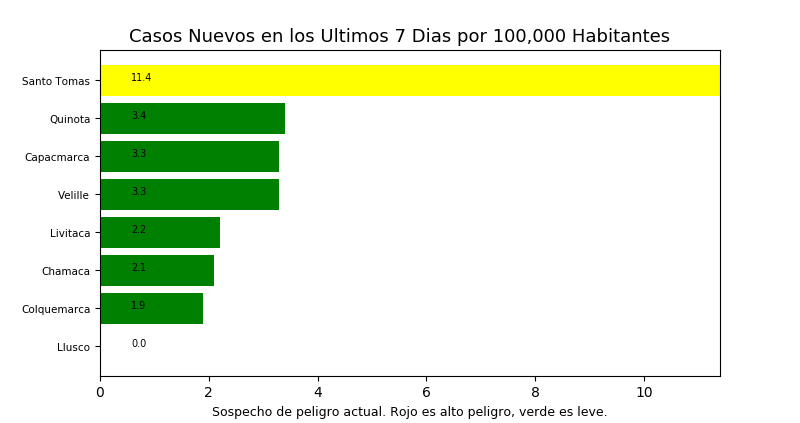 Casos Nuevos en los Ultimos 7 Dias por 100,000 Habitantes
Santo Tomas 11.4
Quinota 3.4
Capacmarca 3.3
Velille 3.3
Livitaca 2.2
Chamaca 2.1
Colquemarca 1.9
Llusco 0.0
0 2 4 6 8 10
Sospecho de peligro actual. Rojo es alto peligro, verde es leve.